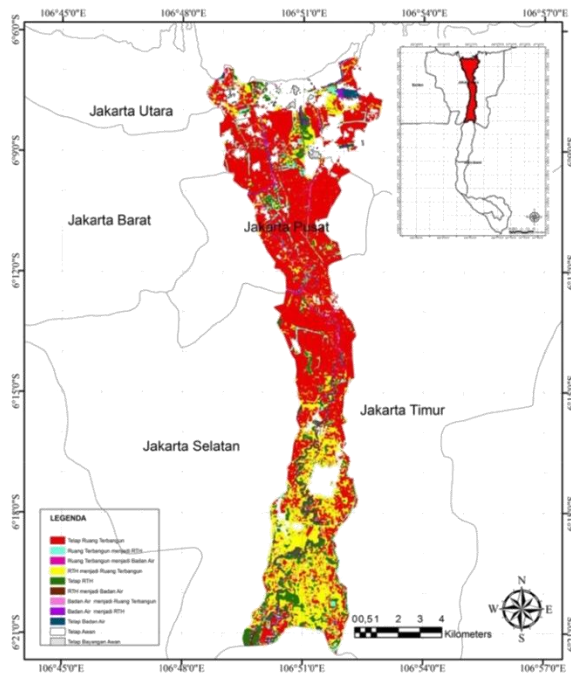 106°45'0"E 106°48'0"E 106°51'0"E 106°54'0"E 106°57'0"E
6°6'0"S
Jakarta Utara
6°9'0"S
Jakarta Barat
Jakarta Pusat
6°12'0"S
6°15'0"S
Jakarta Timur
Jakarta Selatan
6°18'0"S
LEGENDA
Tetap Ruang Terbangun
Ruang Terbangun menjadi RTH
Ruang Terbangun menjadi Badan Air
RTH menjadi Ruang Terbangun
Tetap RTH
RTH menjadi Badan Air
Badan Air menjadi Ruang Terbangun
Badan Air menjadi RTH
Tetap Badan Air
Tetap Awan
Tetap Bayangan Awan
N
W E
S
00,51 2 3 4
Kilometers
6°21'0"S
106°45'0"E 106°48'0"E 106°51'0"E 106°54'0"E 106°57'0"E